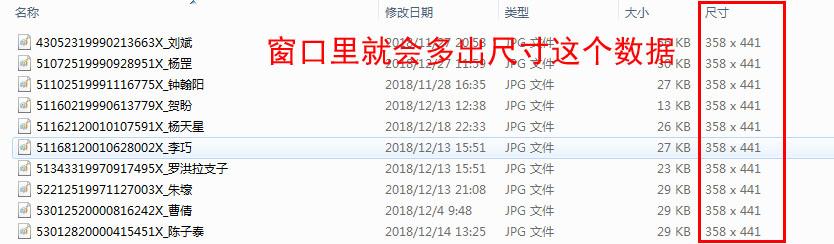 名称 修改日期 类型 大小 尺寸
43052319990213663X_刘斌 2018/11/27 20:53 JPG 文件 KB 358 x 441
窗口里就会多出尺寸这个数据
51072519990928951X_杨罡 2018/12/27 11:59 JPG 文件 30 KB 358 x 441
51102519991116775X_钟翰阳 2018/11/28 16:35 JPG 文件 27 KB 358 x 441
51160219990613779X_贺盼 2018/12/13 12:38 JPG 文件 13 KB 358 x 441
51162120010107591X_杨天星 2018/12/18 22:33 JPG 文件 26 KB 358 x 441
51168120010628002X_李巧 2018/12/13 15:51 JPG 文件 27 KB 358 x 441
51343319970917495X_罗洪拉支子 2018/12/13 15:51 JPG 文件 23 KB 358 x 441
52212519971127003X_朱壕 2018/12/13 21:08 JPG 文件 29 KB 358 x 441
53012520000816242X_曹倩 2018/12/4 9:48 JPG 文件 29 KB 358 x 441
53012820000415451X_陈子泰 2018/12/14 13:25 JPG 文件 29 KB 358 x 441